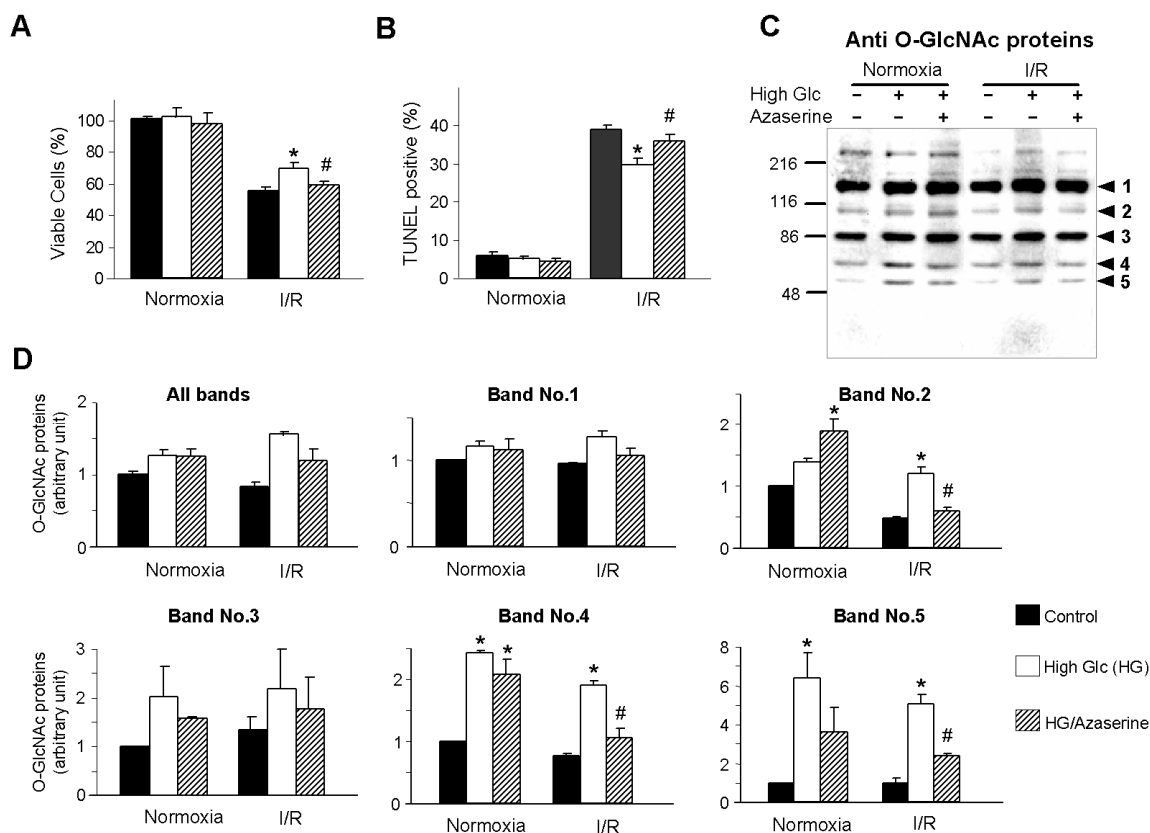 A
Viable Cells (%)
100
80
60
40
20
0
*
#
Normoxia
I/R
B
TUNEL positive (%)
40
30
20
10
0
*
#
Normoxia
I/R
C
Anti O-GlcNAc proteins
Normoxia I/R
High Glc – + + – + +
Azaserine – – + – – +
216
116
86
48
1
2
3
4
5
D
All bands
O-GlcNAc proteins
(arbitrary unit)
2
1
0
Normoxia I/R
Band No.1
1
0
Normoxia I/R
Band No.2
2
1
0
*
*
#
Normoxia I/R
Band No.3
O-GlcNAc proteins
(arbitrary unit)
3
2
1
0
Normoxia I/R
Band No.4
2
1
0
*
*
*
#
Normoxia I/R
Band No.5
8
6
4
2
0
*
*
#
Normoxia I/R
Control
High Glc (HG)
HG/Azaserine